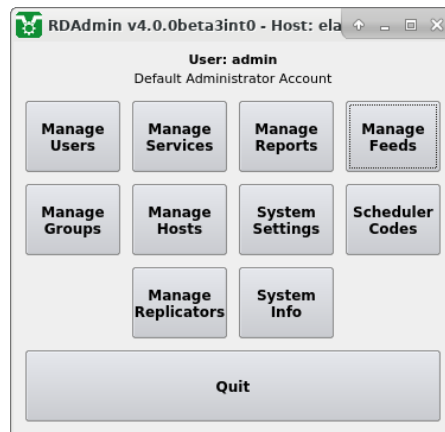 RDAdmin v4.0.0beta3int0 - Host: ela
User: admin
Default Administrator Account
Manage Users
Manage Services
Manage Reports
Manage Feeds
Manage Groups
Manage Hosts
System Settings
Scheduler Codes
Manage Replicators
System Info
Quit